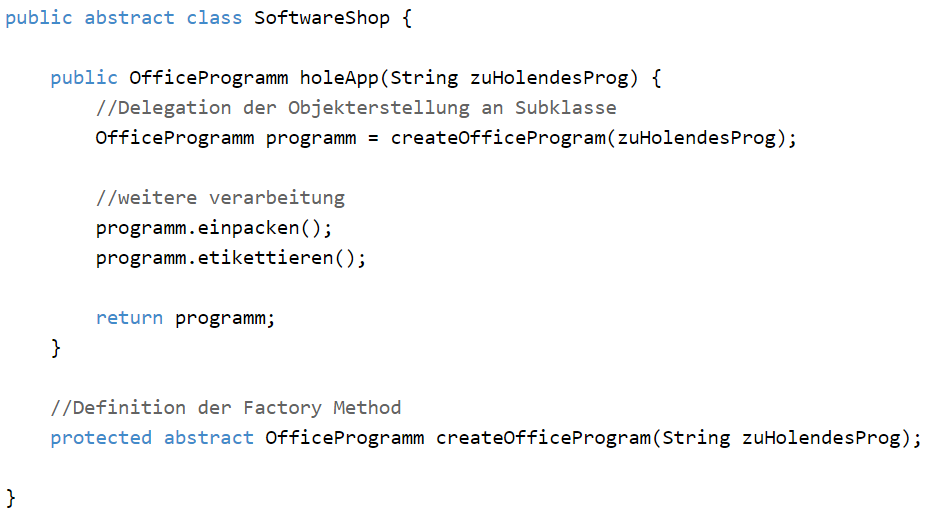 public abstract class SoftwareShop {
public OfficeProgramm holeApp(String zuHolendesProg) {
//Delegation der Objekterstellung an Subklasse
OfficeProgramm programm = createOfficeProgram(zuHolendesProg);
//weitere verarbeitung
programm.einpacken();
programm.etikettieren();
return programm;
}
//Definition der Factory Method
protected abstract OfficeProgramm createOfficeProgram(String zuHolendesProg);
}